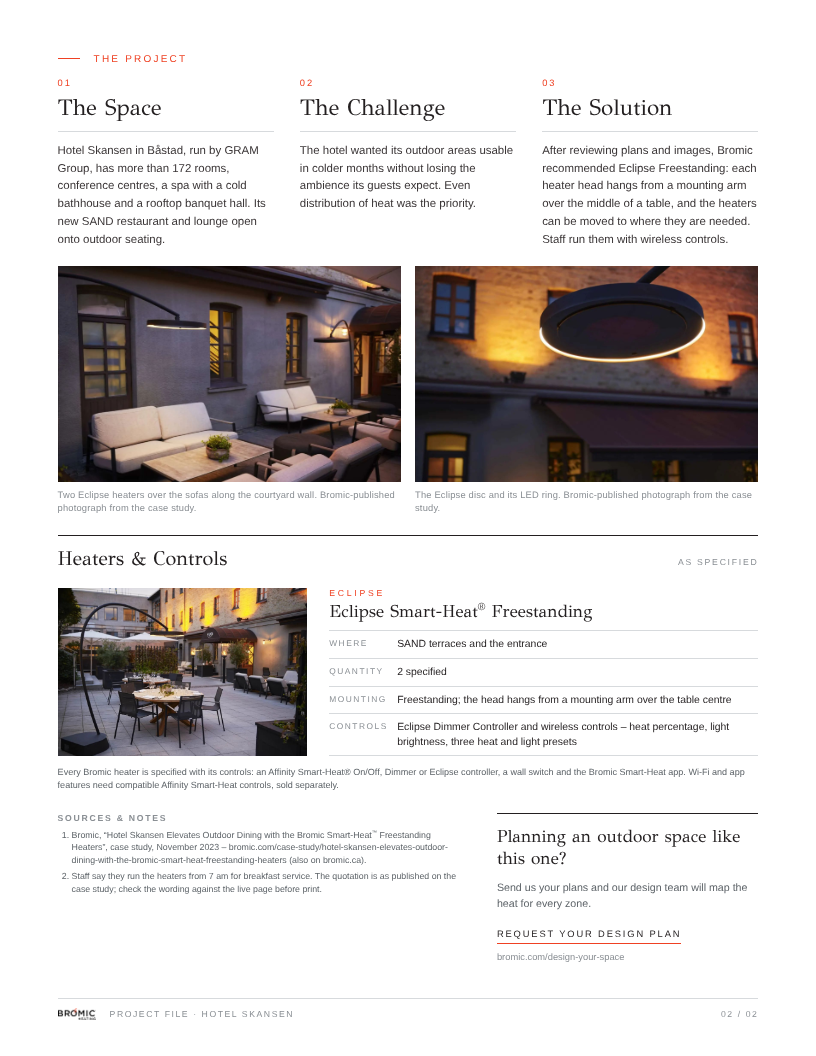 THE PROJECT
01
The Space
Hotel Skansen in Båstad, run by GRAM
Group, has more than 172 rooms,
conference centres, a spa with a cold
bathhouse and a rooftop banquet hall. Its
new SAND restaurant and lounge open
onto outdoor seating.
02
The Challenge
The hotel wanted its outdoor areas usable
in colder months without losing the
ambience its guests expect. Even
distribution of heat was the priority.
03
The Solution
After reviewing plans and images, Bromic
recommended Eclipse Freestanding: each
heater head hangs from a mounting arm
over the middle of a table, and the heaters
can be moved to where they are needed.
Staff run them with wireless controls.
Two Eclipse heaters over the sofas along the courtyard wall. Bromic-published
photograph from the case study.
The Eclipse disc and its LED ring. Bromic-published photograph from the case
study.
Heaters & Controls
AS SPECIFIED
ECLIPSE
Eclipse Smart-Heat® Freestanding
WHERE SAND terraces and the entrance
QUANTITY 2 specified
MOUNTING Freestanding; the head hangs from a mounting arm over the table centre
CONTROLS Eclipse Dimmer Controller and wireless controls – heat percentage, light
brightness, three heat and light presets
Every Bromic heater is specified with its controls: an Affinity Smart-Heat® On/Off, Dimmer or Eclipse controller, a wall switch and the Bromic Smart-Heat app. Wi-Fi and app
features need compatible Affinity Smart-Heat controls, sold separately.
SOURCES & NOTES
1. Bromic, “Hotel Skansen Elevates Outdoor Dining with the Bromic Smart-Heat™ Freestanding
Heaters”, case study, November 2023 – bromic.com/case-study/hotel-skansen-elevates-outdoor-
dining-with-the-bromic-smart-heat-freestanding-heaters (also on bromic.ca).
2. Staff say they run the heaters from 7 am for breakfast service. The quotation is as published on the
case study; check the wording against the live page before print.
Planning an outdoor space like
this one?
Send us your plans and our design team will map the
heat for every zone.
REQUEST YOUR DESIGN PLAN
bromic.com/design-your-space
BROMIC
HEATING
PROJECT FILE · HOTEL SKANSEN
02 / 02